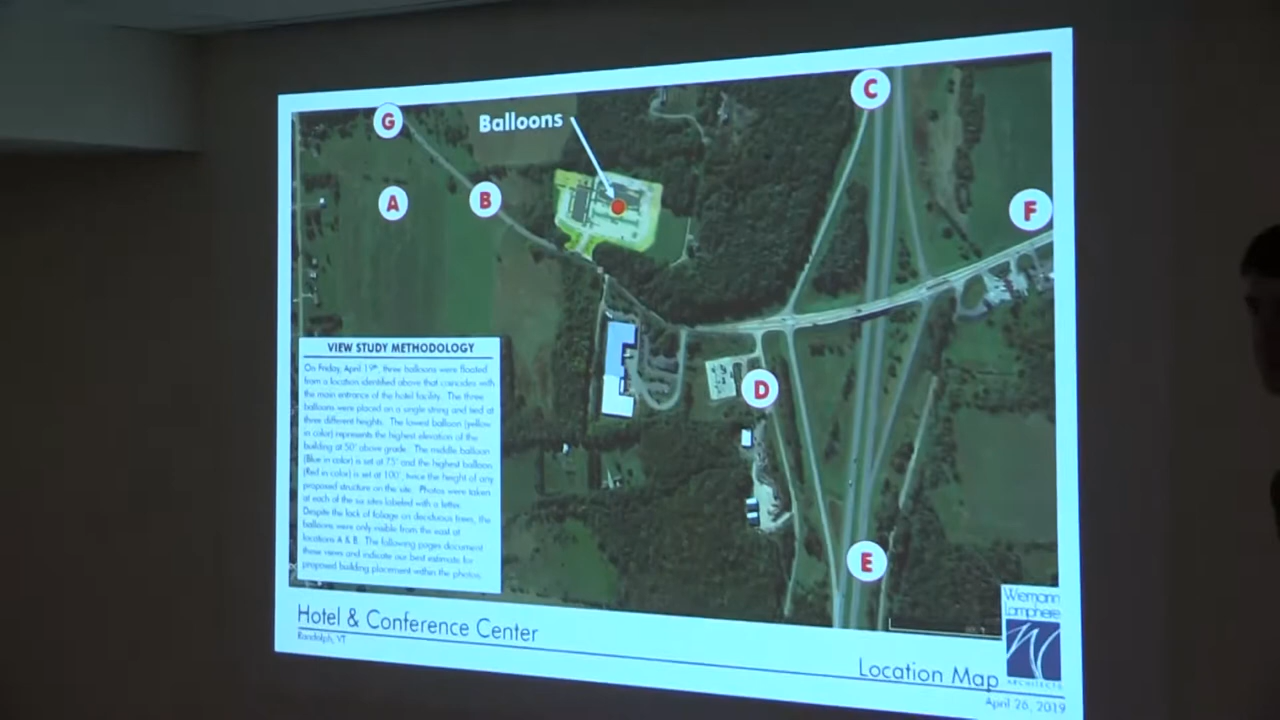 C
G
Balloons
A
B
F
VIEW STUDY METHODOLOGY
On Friday, April 19th, three balloons were floated
from a location identified above that coincides with
the main entrance of the hotel facility. The three
balloons were placed on a single string and tied at
three different heights. The lowest balloon (yellow
in color) represents the highest elevation of the
building at 50' above grade. The middle balloon
(Blue in color) is set at 75' and the highest balloon
(Red in color) is set at 100', twice the height of any
proposed structure on the site. Photos were taken
at each of the six sites labeled with a letter.
Despite the lack of foliage on deciduous trees, the
balloons were only visible from the east at
locations A & B. The following pages document
these views and indicate our best estimate for
proposed building placement within the photos.
D
E
Hotel & Conference Center
Randolph, VT
Wiemann
Lamphere
ARCHITECTS
Location Map
April 26, 2019